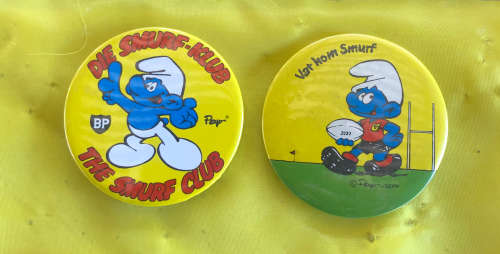 DIE SMURF-KLUB
BP
Peyo
THE SMURF CLUB
Vat hom Smurf